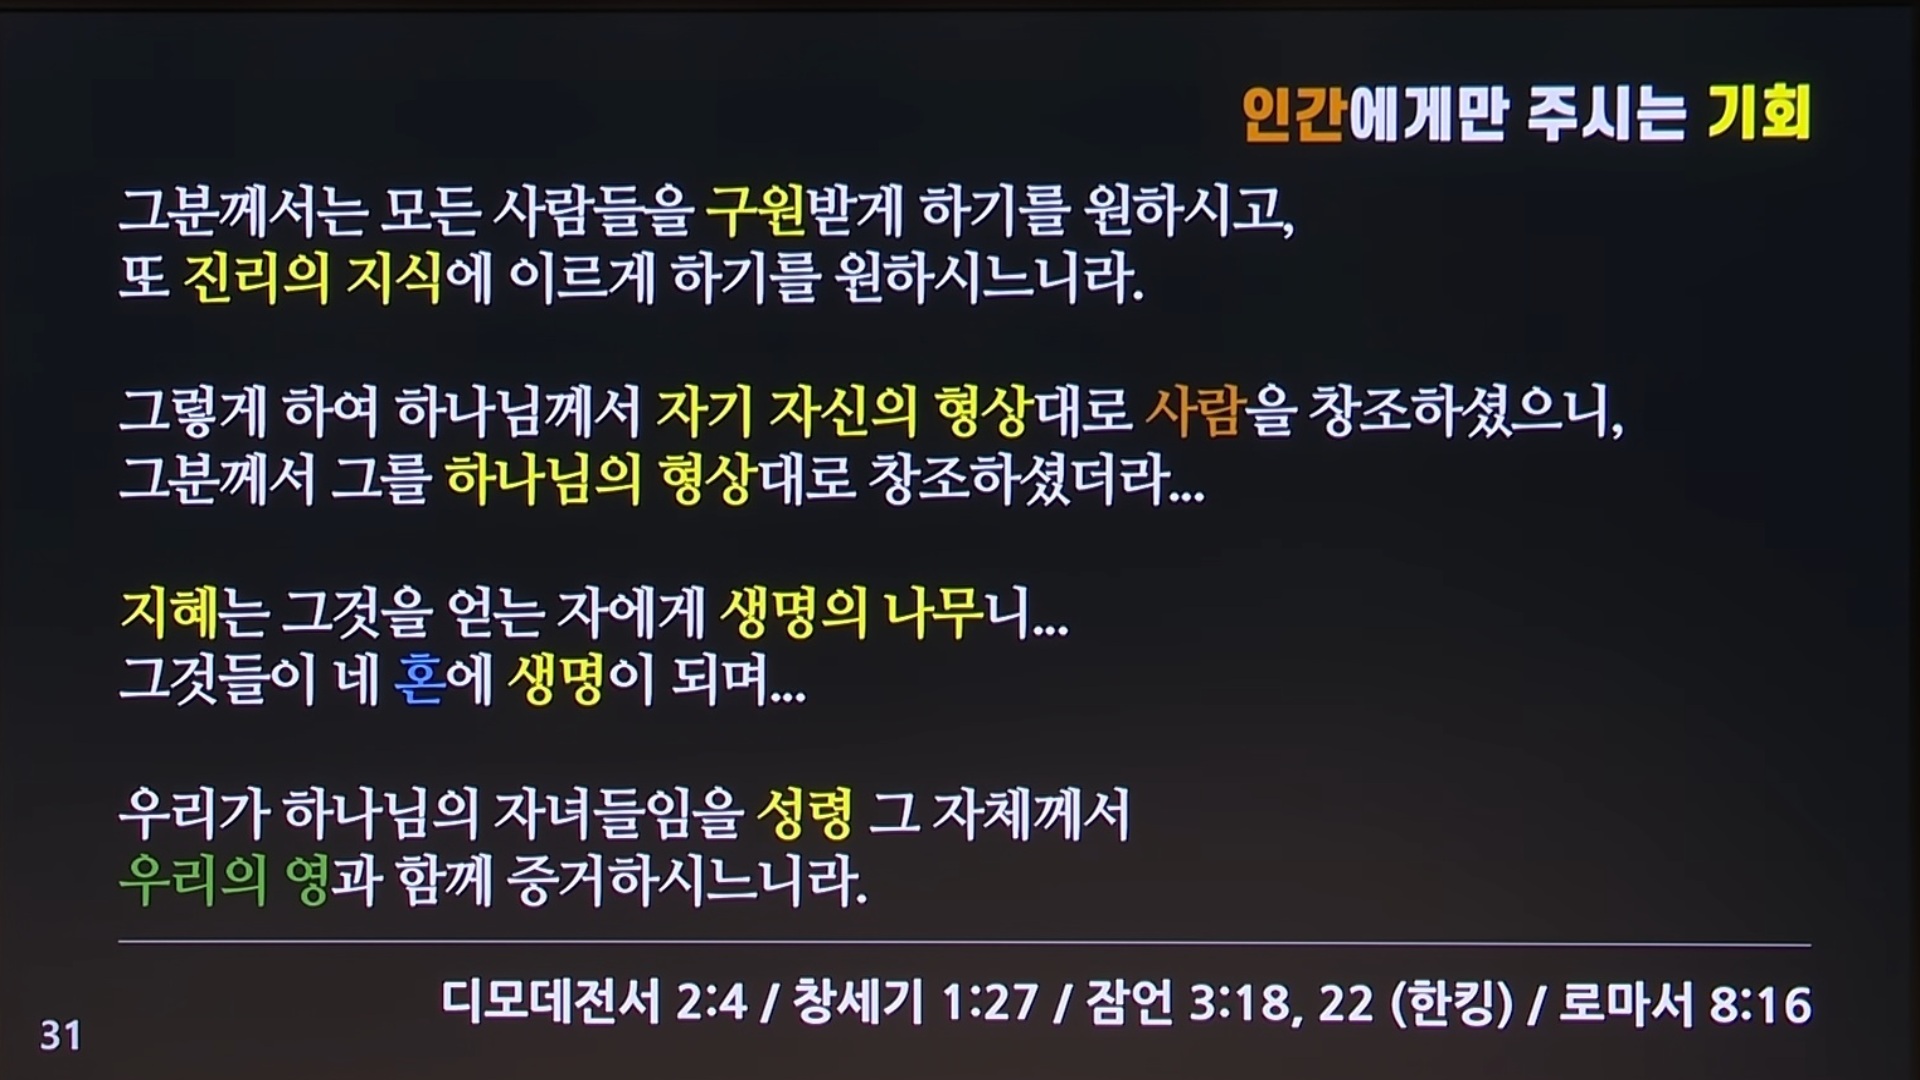 인간에게만 주시는 기회
그분께서는 모든 사람들을 구원받게 하기를 원하시고,
또 진리의 지식에 이르게 하기를 원하시느니라.
그렇게 하여 하나님께서 자기 자신의 형상대로 사람을 창조하셨으니,
그분께서 그를 하나님의 형상대로 창조하셨더라...
지혜는 그것을 얻는 자에게 생명의 나무니...
그것들이 네 혼에 생명이 되며...
우리가 하나님의 자녀들임을 성령 그 자체께서
우리의 영과 함께 증거하시느니라.
디모데전서 2:4 / 창세기 1:27 / 잠언 3:18, 22 (한킹) / 로마서 8:16
31